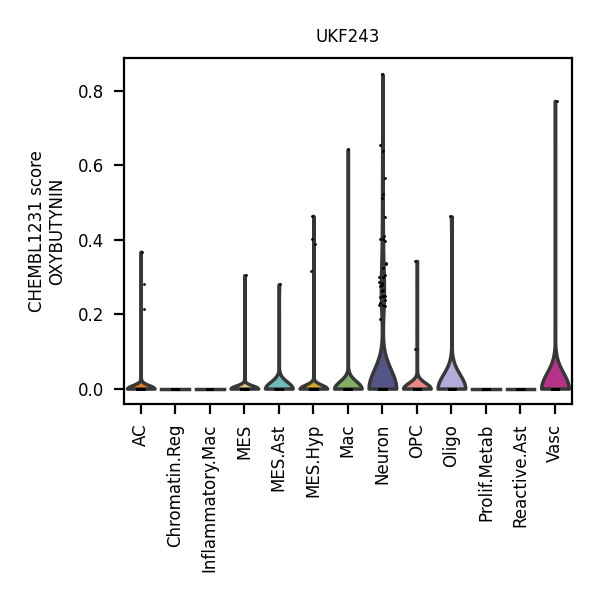 UKF243
CHEMBL1231 score
OXYBUTYNIN
0.8
0.6
0.4
0.2
0.0
AC
Chromatin.Reg
Inflammatory.Mac
MES
MES.Ast
MES.Hyp
Mac
Neuron
OPC
Oligo
Prolif.Metab
Reactive.Ast
Vasc